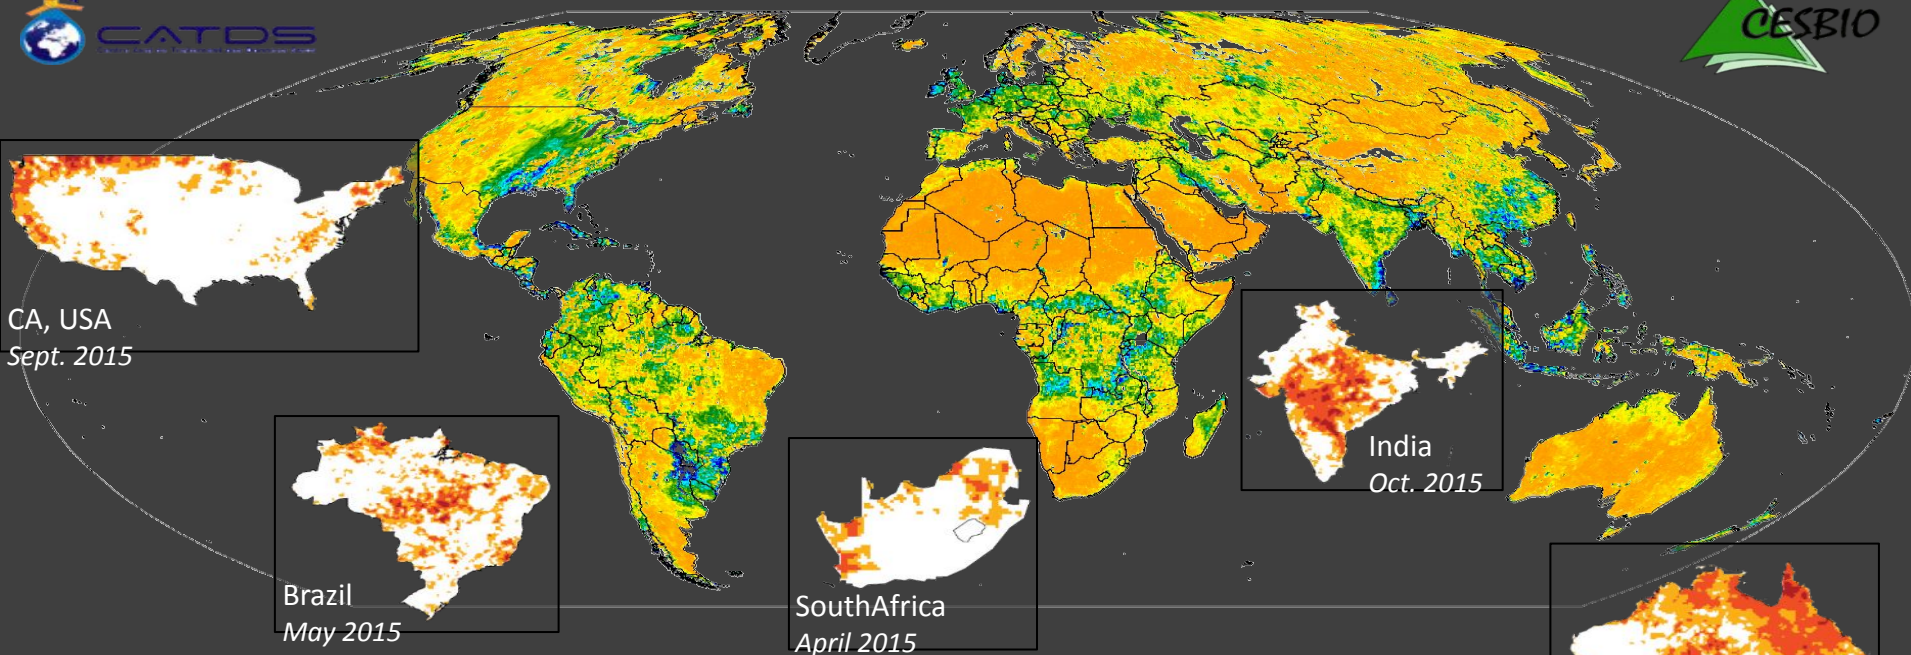 CATDS
CESBIO
CA, USA
Sept. 2015
Brazil
May 2015
SouthAfrica
April 2015
India
Oct. 2015